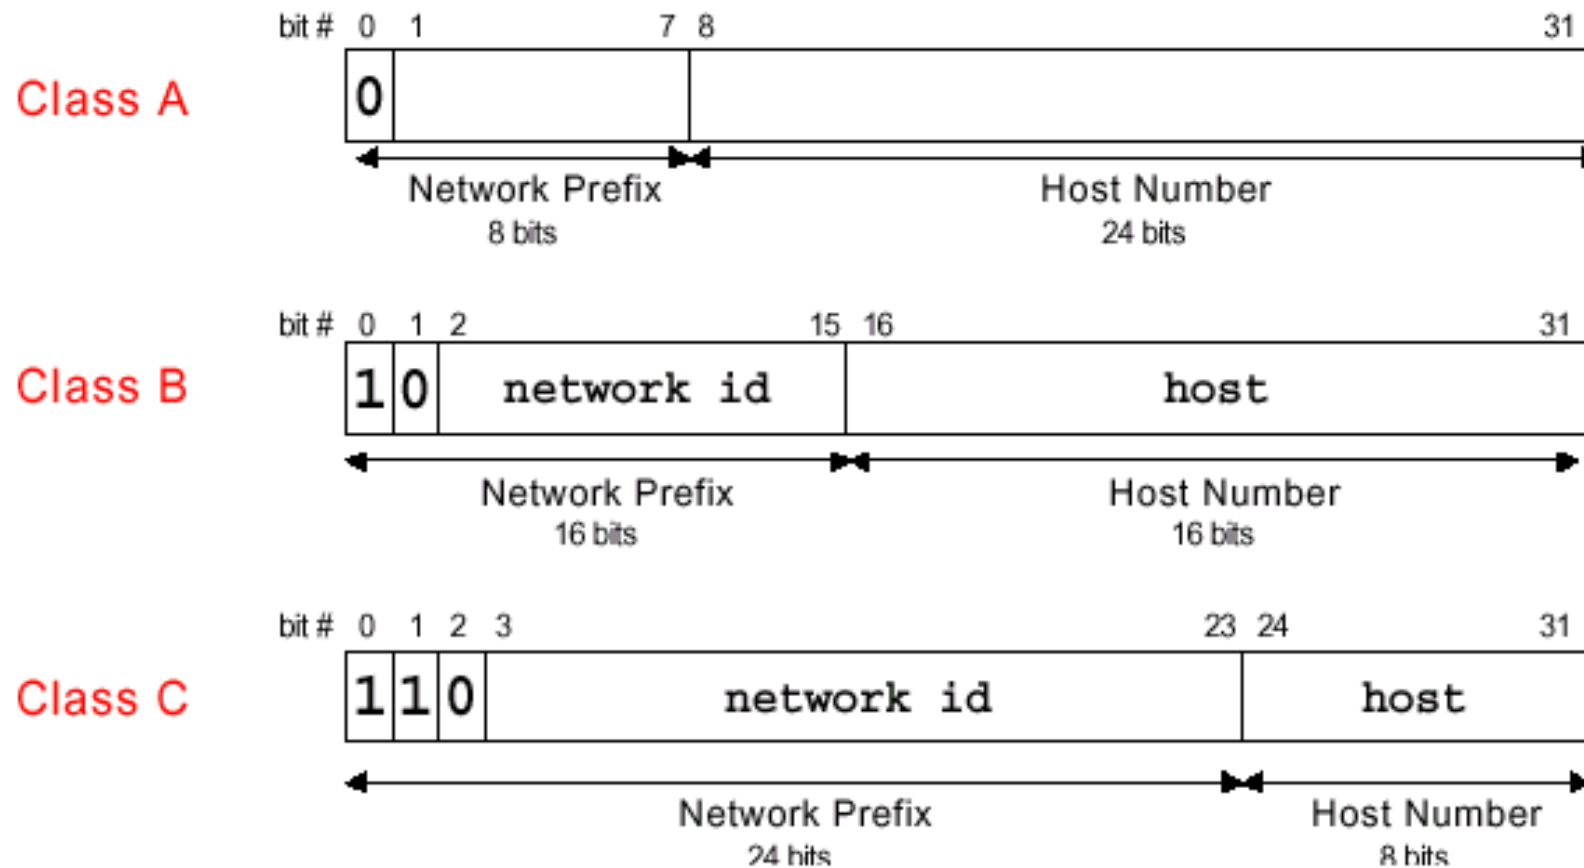 bit # 0 1 7 8 31
Class A 0
Network Prefix Host Number
8 bits 24 bits
bit # 0 1 2 15 16 31
Class B 1 0 network id host
Network Prefix Host Number
16 bits 16 bits
bit # 0 1 2 3 23 24 31
Class C 1 1 0 network id host
Network Prefix Host Number
24 bits 8 bits